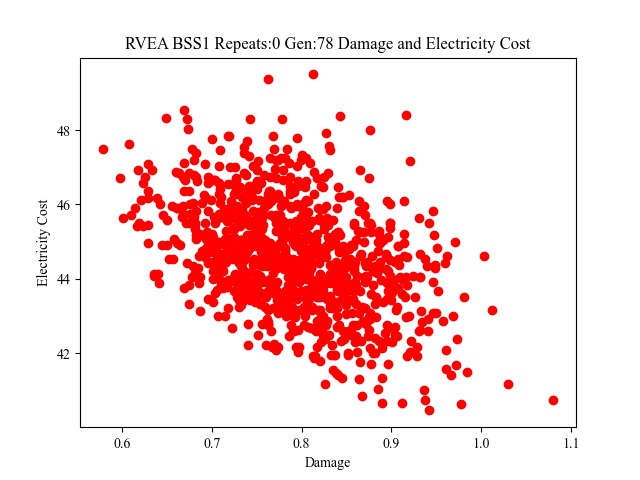 RVEA BSS1 Repeats:0 Gen:78 Damage and Electricity Cost
48
46
44
42
Electricity Cost
0.6 0.7 0.8 0.9 1.0 1.1
Damage